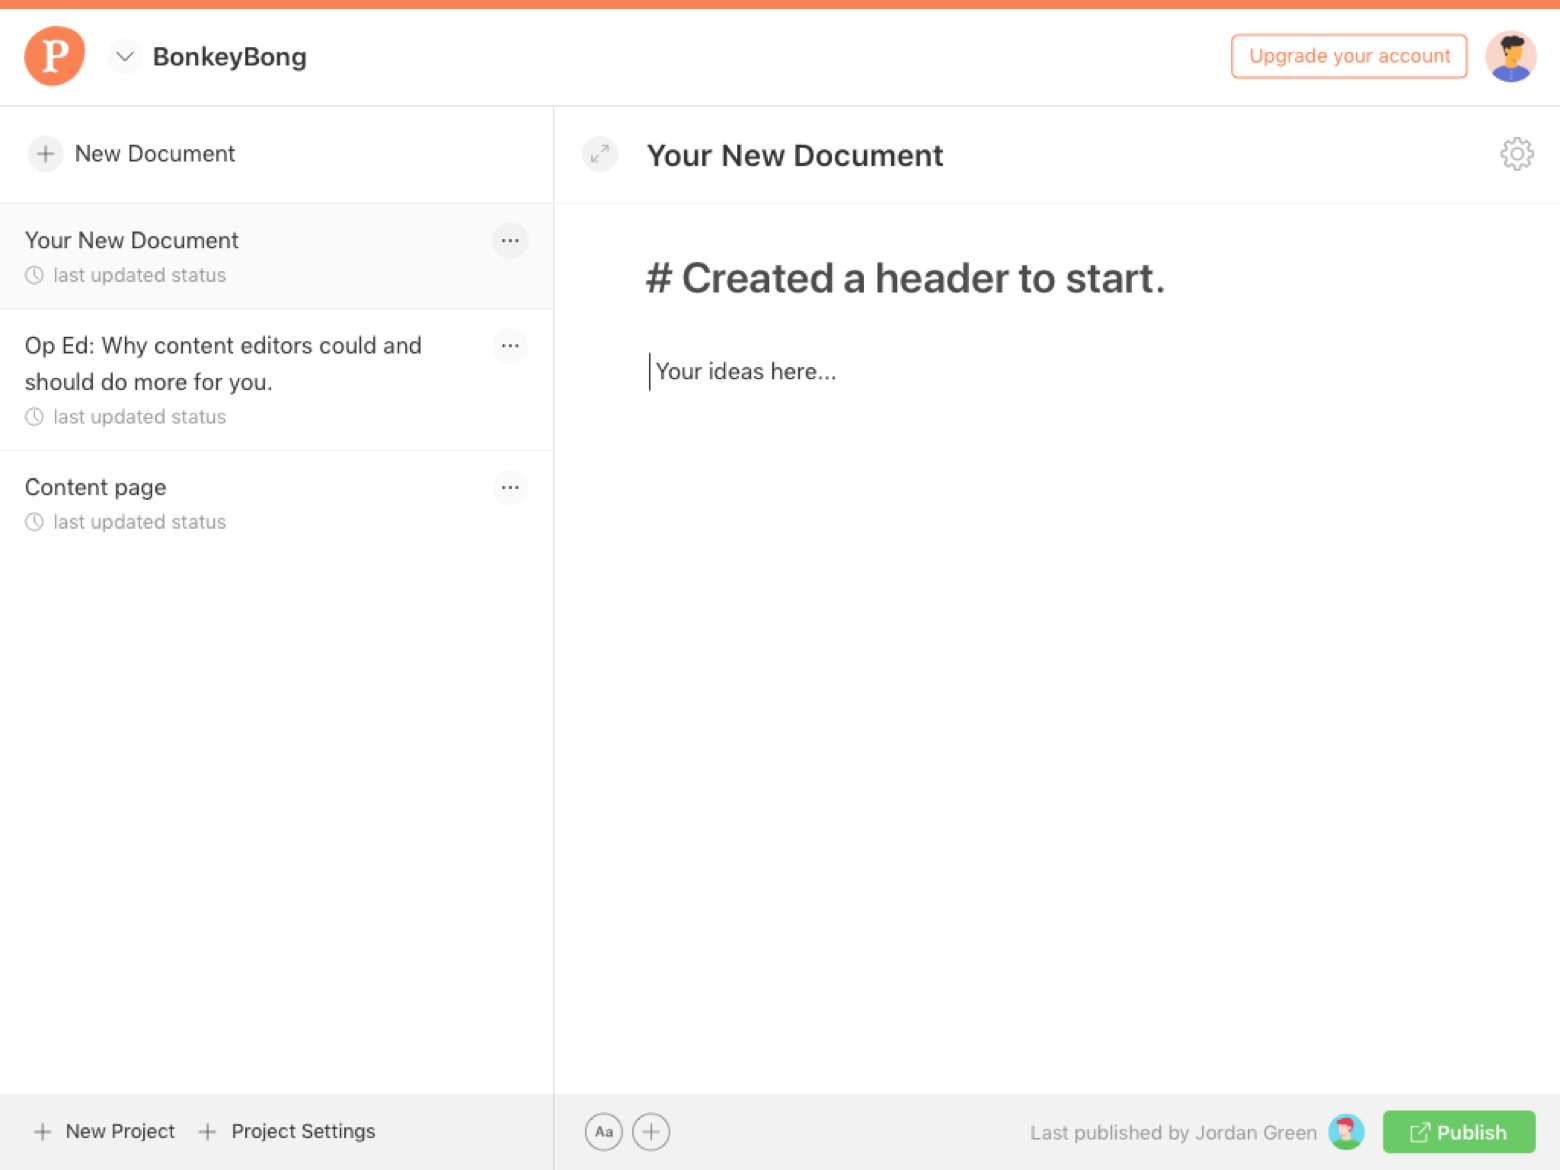 P
BonkeyBong
Upgrade your account
New Document
Your New Document
Your New Document
last updated status
Op Ed: Why content editors could and
should do more for you.
last updated status
Content page
last updated status
# Created a header to start.
Your ideas here...
New Project
Project Settings
Aa
Last published by Jordan Green
Publish